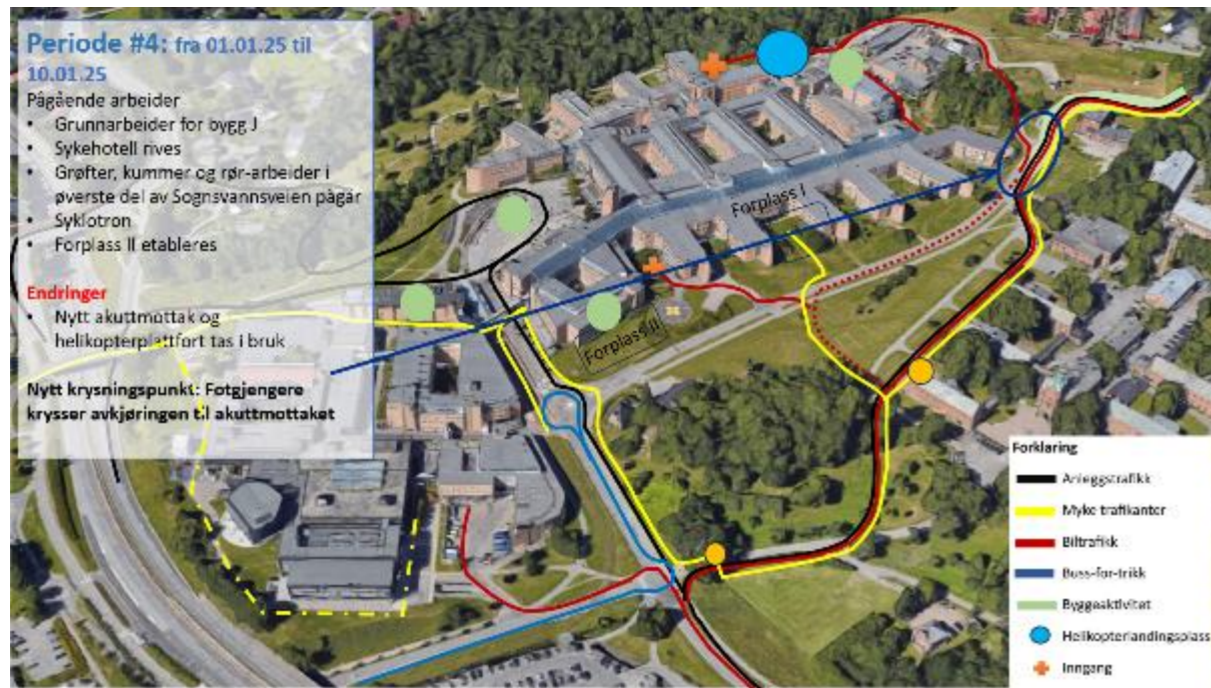 Periode #4: fra 01.01.25 til
10.01.25
Pågående arbeider
• Grunnarbeider for bygg J
• Sykehotell rives
• Grøfter, kummer og rør-arbeider i
øverste del av Sognsvannsveien pågår
• Syklotron
• Forplass II etableres
Endringer
• Nytt akuttmottak og
helikopterplattfort tas i bruk
Nytt krysningspunkt: Fotgjengere
krysser avkjøringen til akuttmottaket
Forplass I
Forplass II
Forklaring
Anleggstrafikk
Myke trafikanter
Biltrafikk
Buss-for-trikk
Byggeaktivitet
Helikopterlandingsplass
Inngang